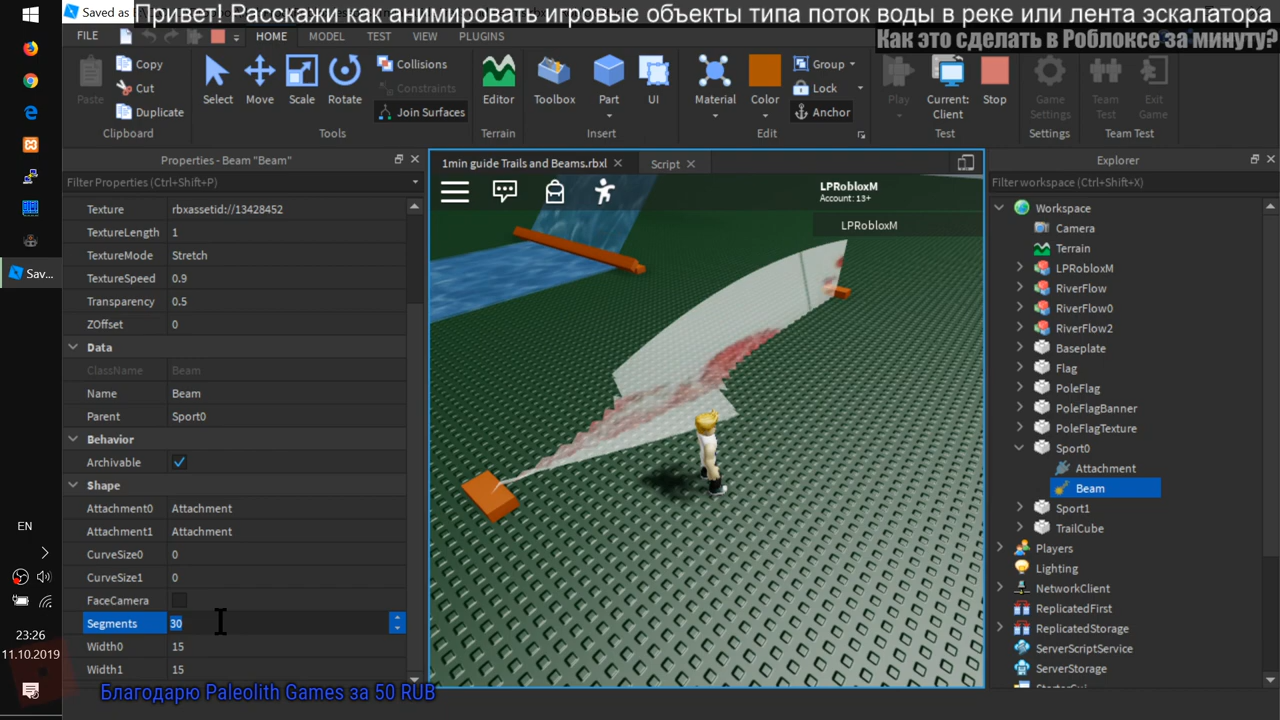 Saved as
Привет! Расскажи как анимировать игровые объекты типа поток воды в реке или лента эскалатора
Как это сделать в Роблоксе за минуту?
FILE HOME MODEL TEST VIEW PLUGINS
Paste Copy Cut Duplicate Select Move Scale Rotate Collisions Constraints Join Surfaces Editor Toolbox Part UI Material Color Group Lock Anchor Play Current: Client Stop Game Settings Team Test Exit Game
Clipboard Tools Terrain Insert Edit Test Settings Team Test
Properties - Beam "Beam"
Filter Properties (Ctrl+Shift+P)
Texture rbxassetid://13428452
TextureLength 1
TextureMode Stretch
TextureSpeed 0.9
Transparency 0.5
ZOffset 0
Data
ClassName Beam
Name Beam
Parent Sport0
Behavior
Archivable
Shape
Attachment0 Attachment
Attachment1 Attachment
CurveSize0 0
CurveSize1 0
FaceCamera
Segments 30
Width0 15
Width1 15
Благодарю Paleolith Games за 50 RUB
1min guide Trails and Beams.rbxl
Script
LPRobloxM
Account: 13+
LPRobloxM
Explorer
Filter workspace (Ctrl+Shift+X)
Workspace
Camera
Terrain
LPRobloxM
RiverFlow
RiverFlow0
RiverFlow2
Baseplate
Flag
PoleFlag
PoleFlagBanner
PoleFlagTexture
Sport0
Attachment
Beam
Sport1
TrailCube
Players
Lighting
NetworkClient
ReplicatedFirst
ReplicatedStorage
ServerScriptService
ServerStorage
Sav...
EN
23:26
11.10.2019